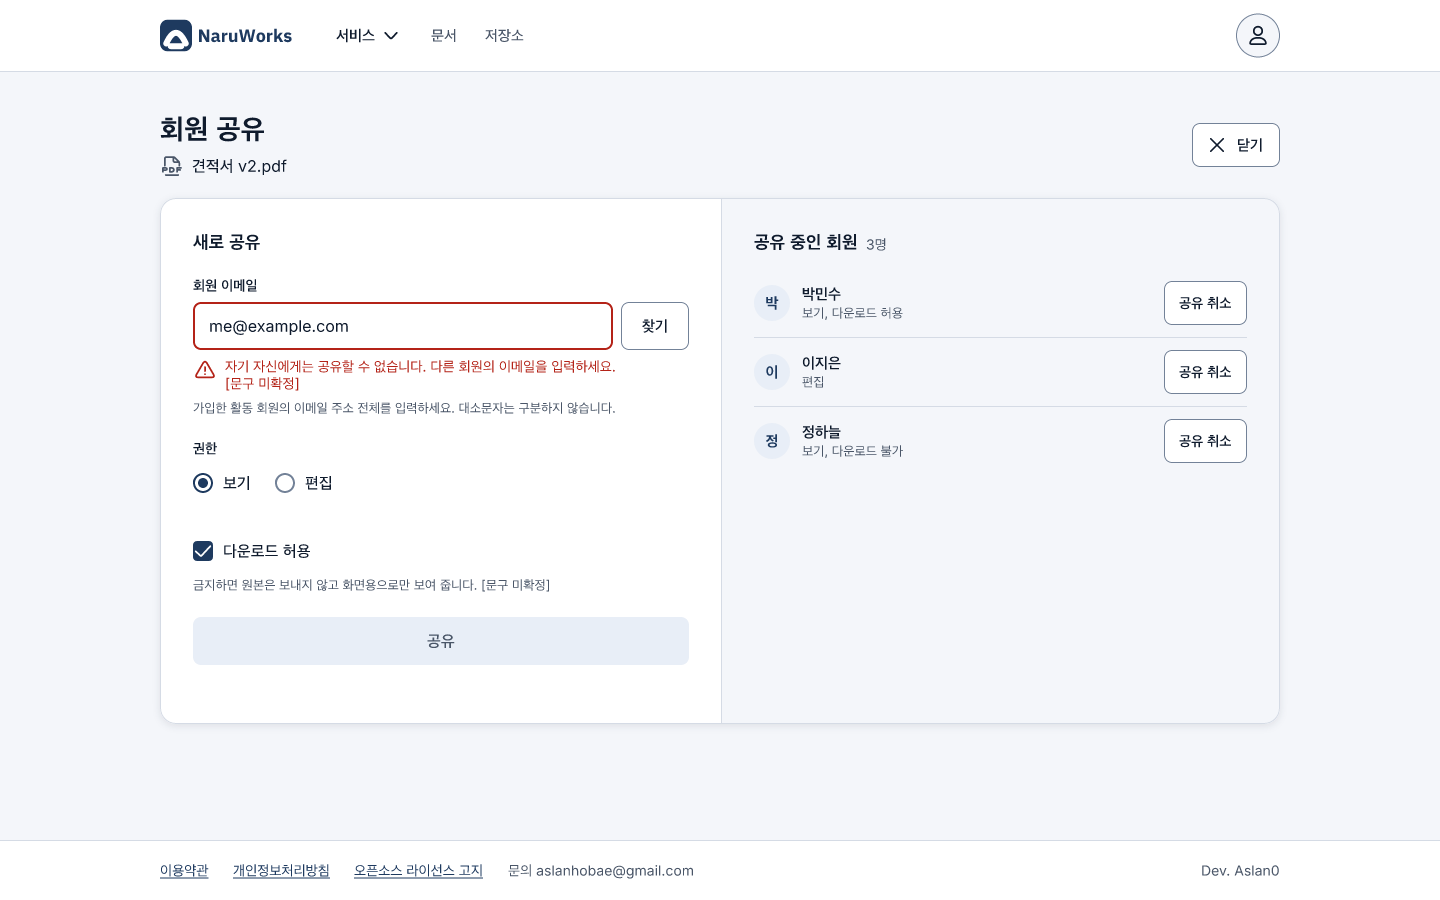 NaruWorks
서비스
문서
저장소
회원 공유
PDF
견적서 v2.pdf
닫기
새로 공유
회원 이메일
me@example.com
찾기
자기 자신에게는 공유할 수 없습니다. 다른 회원의 이메일을 입력하세요.
[문구 미확정]
가입한 활동 회원의 이메일 주소 전체를 입력하세요. 대소문자는 구분하지 않습니다.
권한
보기
편집
다운로드 허용
금지하면 원본은 보내지 않고 화면용으로만 보여 줍니다. [문구 미확정]
공유
공유 중인 회원 3명
박
박민수
보기, 다운로드 허용
공유 취소
이
이지은
편집
공유 취소
정
정하늘
보기, 다운로드 불가
공유 취소
이용약관
개인정보처리방침
오픈소스 라이선스 고지
문의 aslanhobae@gmail.com
Dev. Aslan0